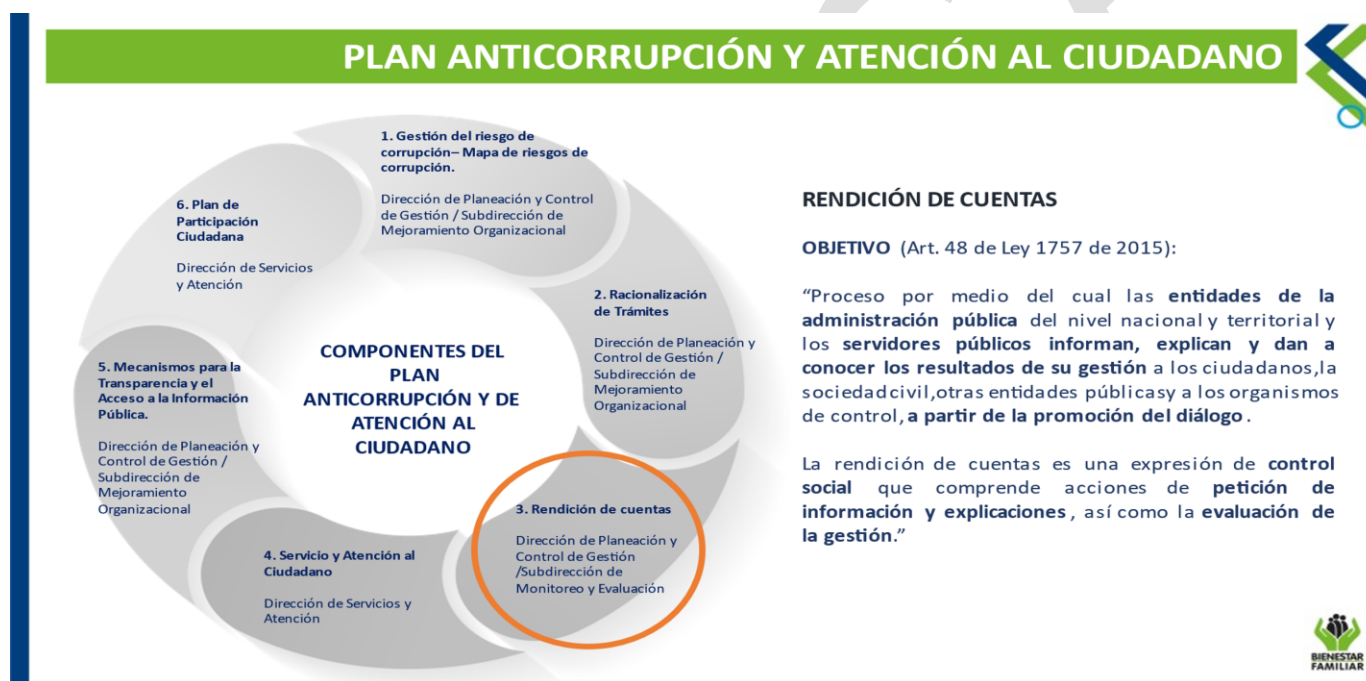 PLAN ANTICORRUPCIÓN Y ATENCIÓN AL CIUDADANO
1. Gestión del riesgo de
corrupción– Mapa de riesgos de
corrupción.
Dirección de Planeación y Control
de Gestión / Subdirección de
Mejoramiento Organizacional
2. Racionalización
de Trámites
Dirección de Planeación y
Control de Gestión /
Subdirección de
Mejoramiento
Organizacional
3. Rendición de cuentas
Dirección de Planeación y
Control de Gestión
/Subdirección de
Monitoreo y Evaluación
4. Servicio y Atención al
Ciudadano
Dirección de Servicios y
Atención
5. Mecanismos para la
Transparencia y el
Acceso a la Información
Pública.
Dirección de Planeación y
Control de Gestión /
Subdirección de
Mejoramiento
Organizacional
6. Plan de
Participación
Ciudadana
Dirección de Servicios
y Atención
COMPONENTES DEL
PLAN
ANTICORRUPCIÓN Y DE
ATENCIÓN AL
CIUDADANO
RENDICIÓN DE CUENTAS
OBJETIVO (Art. 48 de Ley 1757 de 2015):
“Proceso por medio del cual las entidades de la
administración pública del nivel nacional y territorial y
los servidores públicos informan, explican y dan a
conocer los resultados de su gestión a los ciudadanos,la
sociedadcivil,otras entidades públicasy a los organismos
de control, a partir de la promoción del diálogo.
La rendición de cuentas es una expresión de control
social que comprende acciones de petición de
información y explicaciones, así como la evaluación de
la gestión.”
BIENESTAR
FAMILIAR